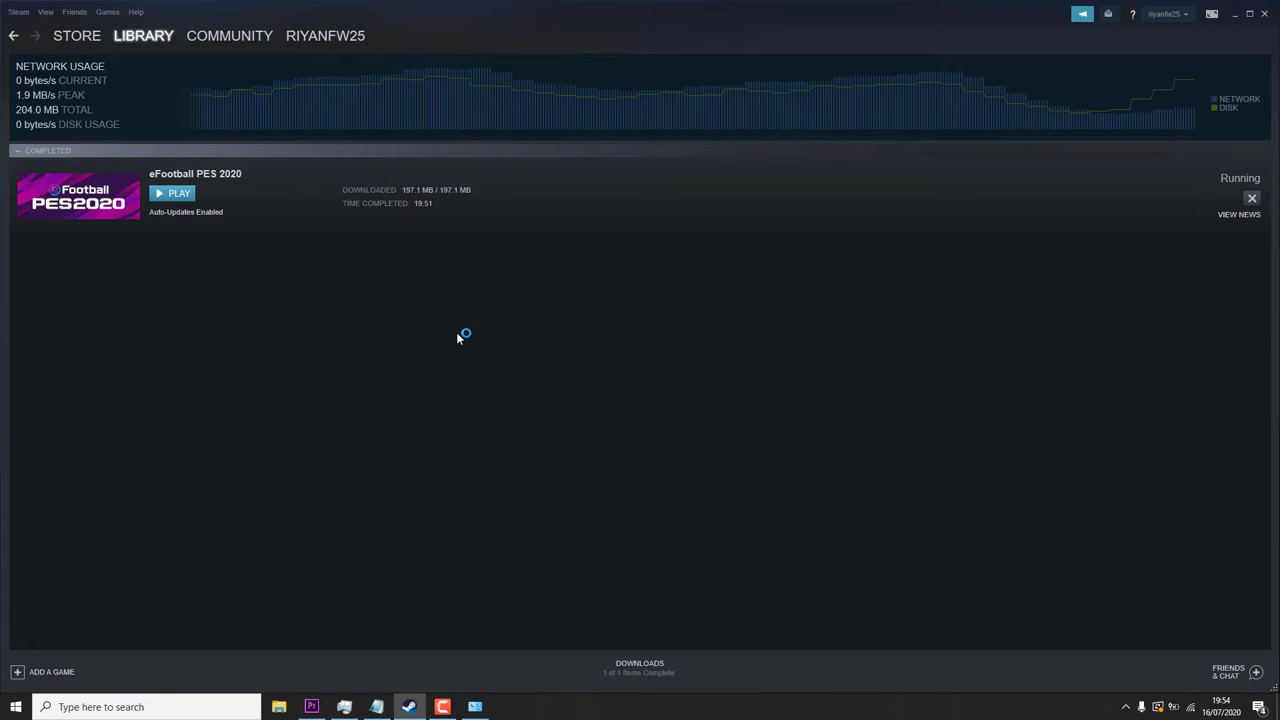 Steam View Friends Games Help
riyanfw25
STORE LIBRARY COMMUNITY RIYANFW25
NETWORK USAGE
0 bytes/s CURRENT
1.9 MB/s PEAK
204.0 MB TOTAL
0 bytes/s DISK USAGE
NETWORK
DISK
COMPLETED
eFootball PES 2020
eFootball
PES2020
PLAY
Auto-Updates Enabled
DOWNLOADED 197.1 MB / 197.1 MB
TIME COMPLETED 19:51
Running
VIEW NEWS
ADD A GAME
DOWNLOADS
1 of 1 Items Complete
FRIENDS
& CHAT
Type here to search
Pr
19:54
16/07/2020
4